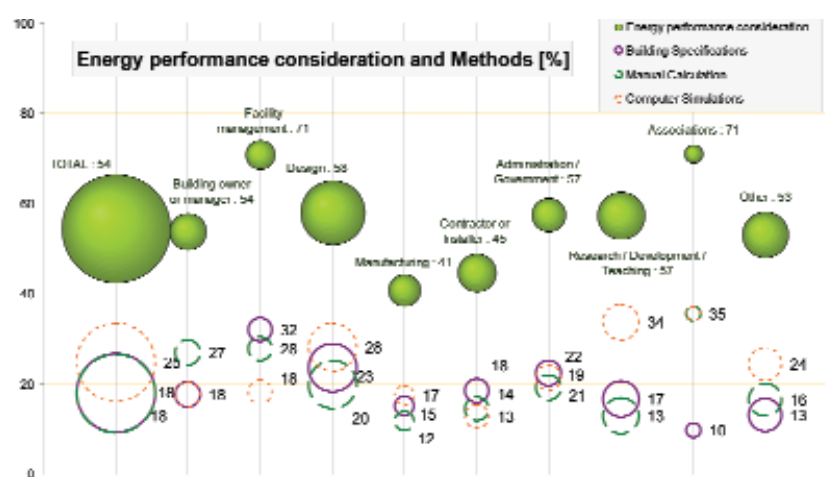 100
Energy performance consideration
Energy performance consideration and Methods [%]
Building Specifications
Manual Calculation
Computer Simulations
80
Facility
management : 71
Associations : 71
TOTAL : 54
Design : 58
Administration /
Government : 57
Building owner
or manager : 54
Other : 53
60
Contractor or
Installer : 45
Manufacturing : 41
Research / Development /
Teaching : 57
40
32
34
35
27
28
28
25
18
22
24
18
18
18
23
17
14
19
17
16
20
20
15
13
21
13
10
13
18
12
0